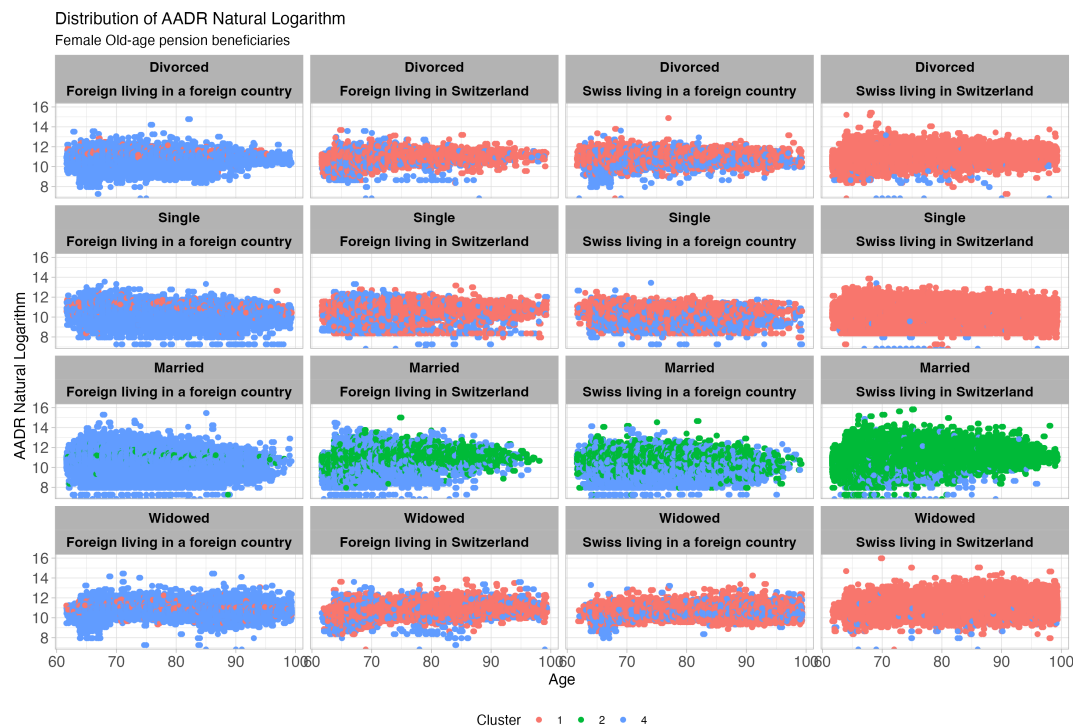 Distribution of AADR Natural Logarithm
Female Old-age pension beneficiaries
Divorced
Foreign living in a foreign country
Divorced
Foreign living in Switzerland
Divorced
Swiss living in a foreign country
Divorced
Swiss living in Switzerland
16
14
12
10
8
Single
Foreign living in a foreign country
Single
Foreign living in Switzerland
Single
Swiss living in a foreign country
Single
Swiss living in Switzerland
16
14
12
10
8
Married
Foreign living in a foreign country
Married
Foreign living in Switzerland
Married
Swiss living in a foreign country
Married
Swiss living in Switzerland
16
14
12
10
8
Widowed
Foreign living in a foreign country
Widowed
Foreign living in Switzerland
Widowed
Swiss living in a foreign country
Widowed
Swiss living in Switzerland
16
14
12
10
8
60 70 80 90 100
60 70 80 90 100
60 70 80 90 100
60 70 80 90 100
AADR Natural Logarithm
Age
Cluster 1 2 4